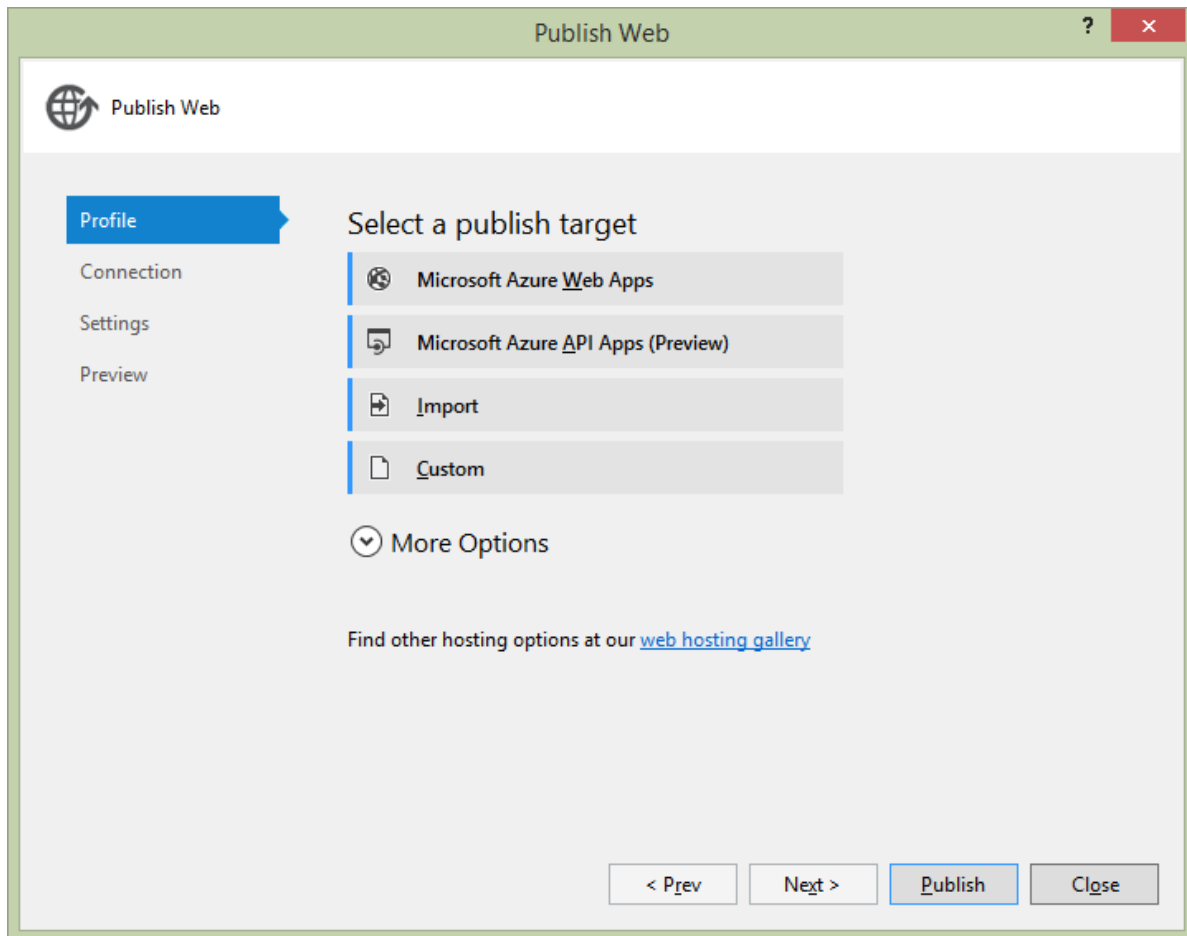 Publish Web
?
Publish Web
Profile
Connection
Settings
Preview
Select a publish target
Microsoft Azure Web Apps
Microsoft Azure API Apps (Preview)
Import
Custom
More Options
Find other hosting options at our web hosting gallery
< Prev
Next >
Publish
Close